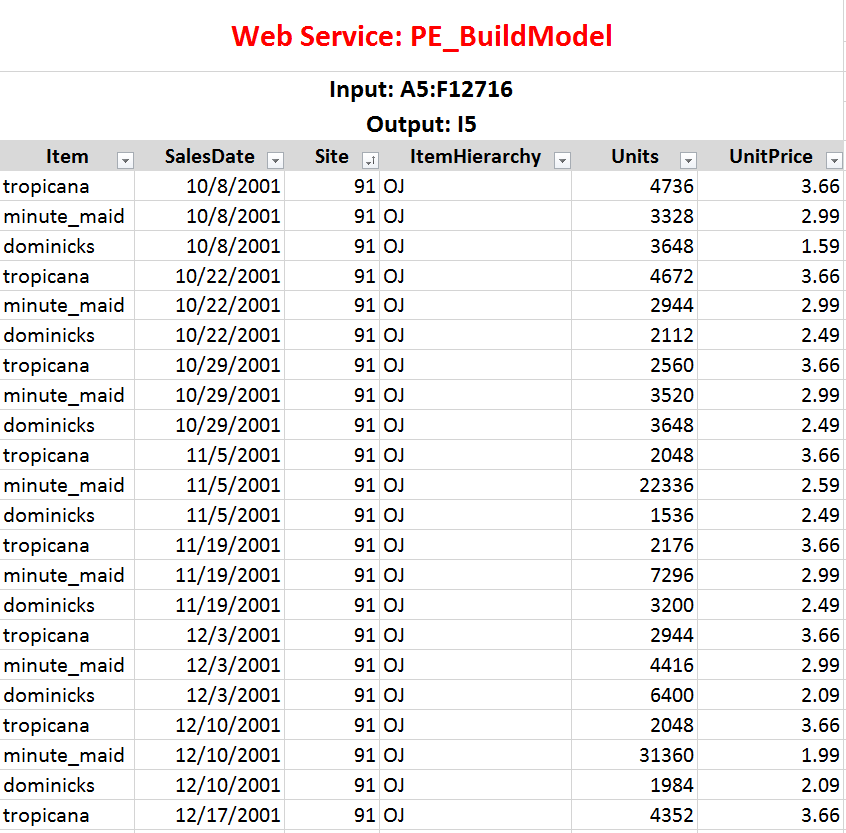 Web Service: PE_BuildModel
Input: A5:F12716
Output: I5
Item SalesDate Site ItemHierarchy Units UnitPrice
tropicana 10/8/2001 91 OJ 4736 3.66
minute_maid 10/8/2001 91 OJ 3328 2.99
dominicks 10/8/2001 91 OJ 3648 1.59
tropicana 10/22/2001 91 OJ 4672 3.66
minute_maid 10/22/2001 91 OJ 2944 2.99
dominicks 10/22/2001 91 OJ 2112 2.49
tropicana 10/29/2001 91 OJ 2560 3.66
minute_maid 10/29/2001 91 OJ 3520 2.99
dominicks 10/29/2001 91 OJ 3648 2.49
tropicana 11/5/2001 91 OJ 2048 3.66
minute_maid 11/5/2001 91 OJ 22336 2.59
dominicks 11/5/2001 91 OJ 1536 2.49
tropicana 11/19/2001 91 OJ 2176 3.66
minute_maid 11/19/2001 91 OJ 7296 2.99
dominicks 11/19/2001 91 OJ 3200 2.49
tropicana 12/3/2001 91 OJ 2944 3.66
minute_maid 12/3/2001 91 OJ 4416 2.99
dominicks 12/3/2001 91 OJ 6400 2.09
tropicana 12/10/2001 91 OJ 2048 3.66
minute_maid 12/10/2001 91 OJ 31360 1.99
dominicks 12/10/2001 91 OJ 1984 2.09
tropicana 12/17/2001 91 OJ 4352 3.66